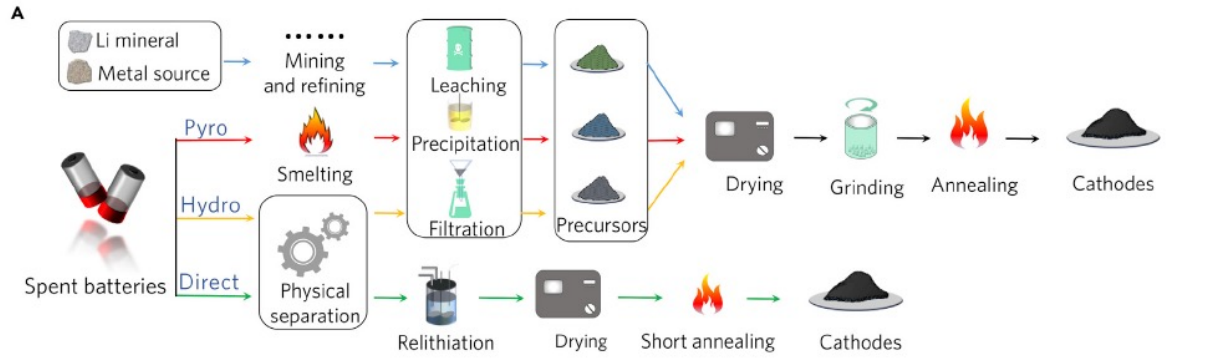 A
Li mineral
Metal source
......
Mining
and refining
Leaching
Precipitation
Filtration
Precursors
Drying
Grinding
Annealing
Cathodes
Spent batteries
Pyro
Smelting
Hydro
Direct
Physical
separation
Relithiation
Drying
Short annealing
Cathodes